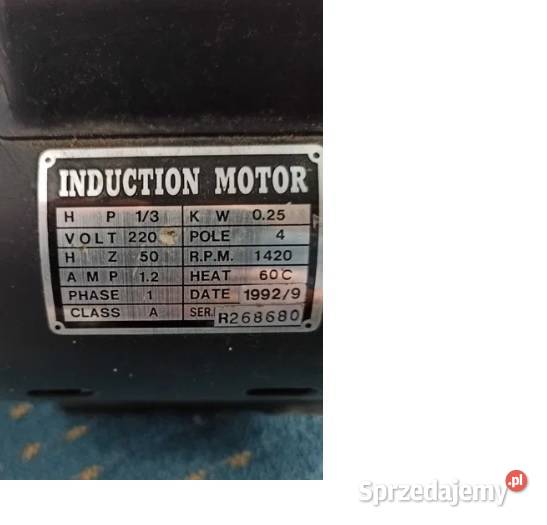 INDUCTION MOTOR
H P 1/3 K W 0.25
VOLT 220 POLE 4
H Z 50 R.P.M. 1420
A M P 1.2 HEAT 60C
PHASE 1 DATE 1992/9
CLASS A SER. R268680
Sprzedajemy.pl